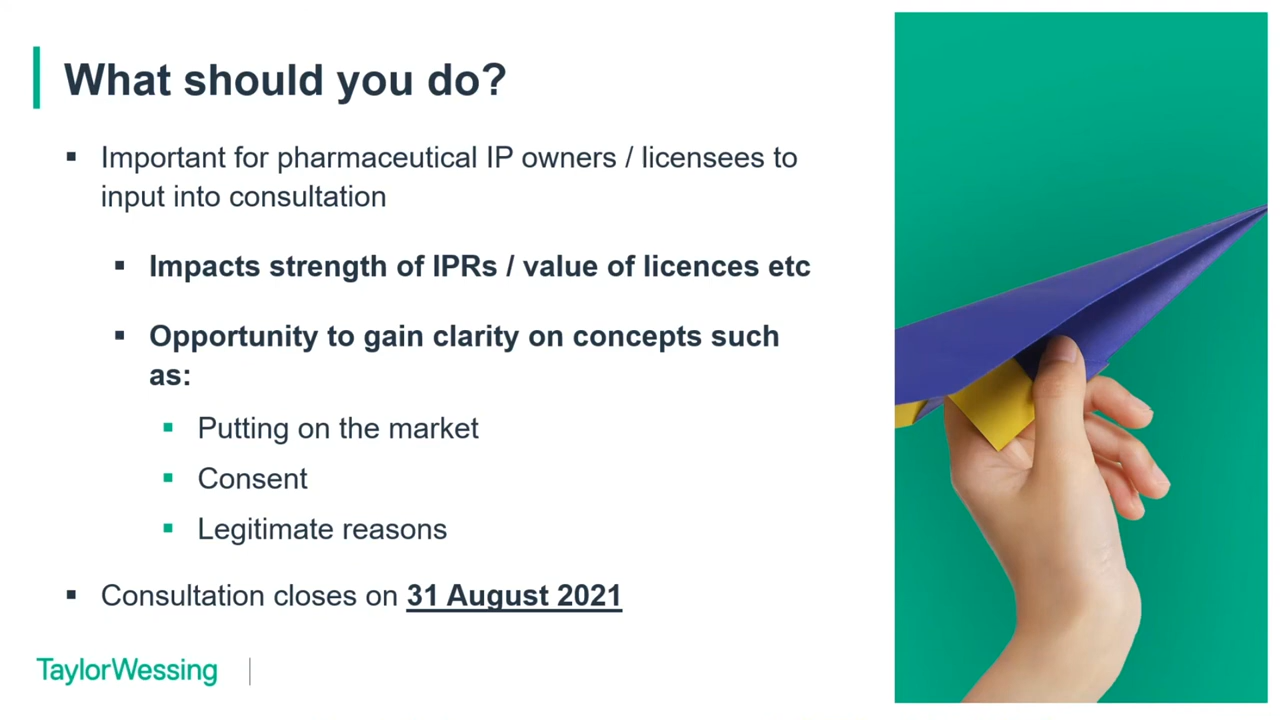 What should you do?
Important for pharmaceutical IP owners / licensees to
input into consultation
Impacts strength of IPRs / value of licences etc
Opportunity to gain clarity on concepts such
as:
Putting on the market
Consent
Legitimate reasons
Consultation closes on 31 August 2021
TaylorWessing